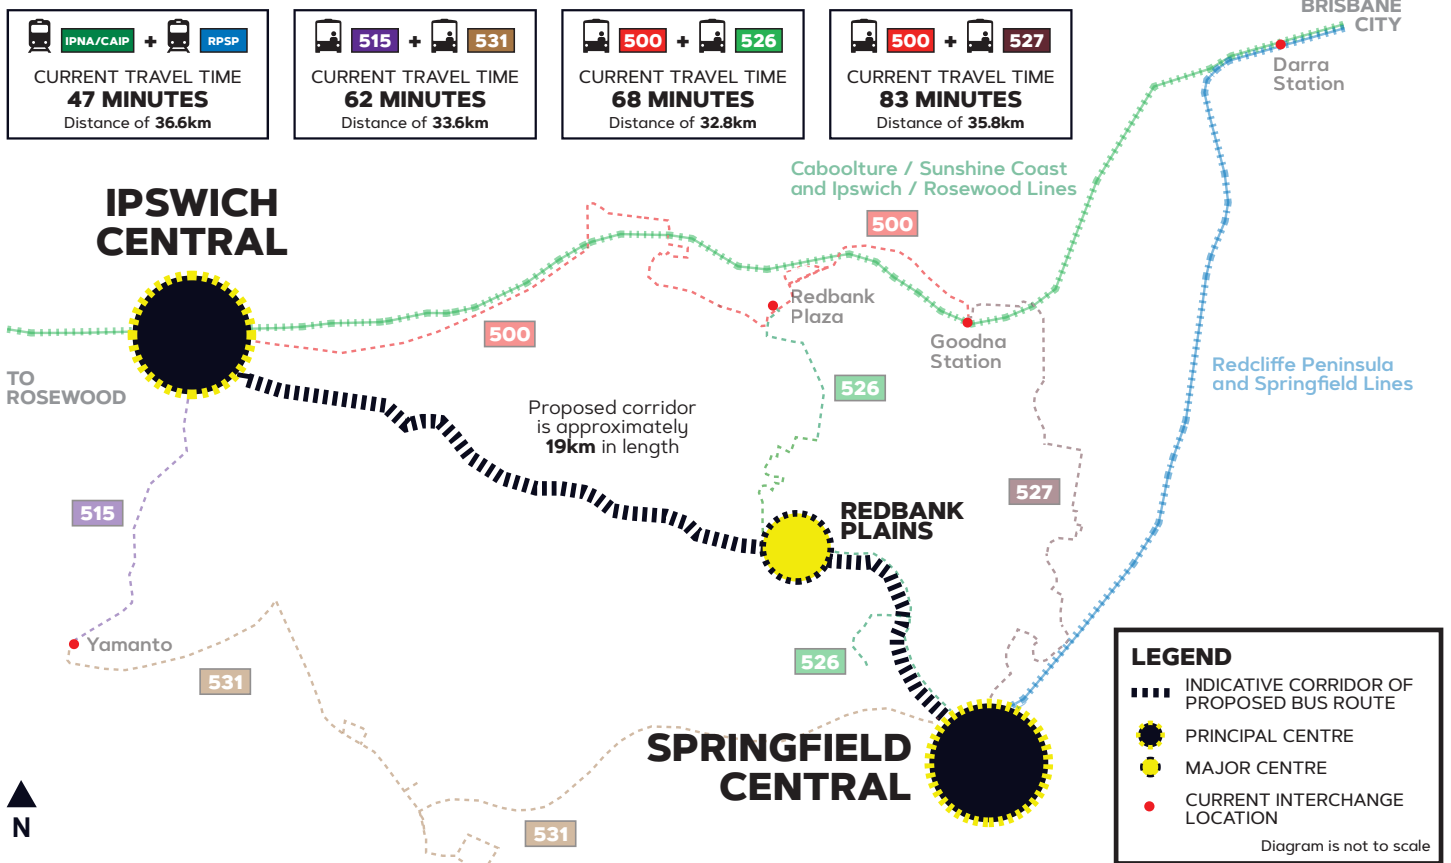 IPNA/CAIP + RPSP
CURRENT TRAVEL TIME
47 MINUTES
Distance of 36.6km
515 + 531
CURRENT TRAVEL TIME
62 MINUTES
Distance of 33.6km
500 + 526
CURRENT TRAVEL TIME
68 MINUTES
Distance of 32.8km
500 + 527
CURRENT TRAVEL TIME
83 MINUTES
Distance of 35.8km
BRISBANE
CITY
Darra
Station
Caboolture / Sunshine Coast
and Ipswich / Rosewood Lines
IPSWICH
CENTRAL
500
Redbank
Plaza
500
Goodna
Station
TO
ROSEWOOD
Redcliffe Peninsula
and Springfield Lines
526
Proposed corridor
is approximately
19km in length
515
527
REDBANK
PLAINS
Yamanto
531
526
SPRINGFIELD
CENTRAL
531
N
LEGEND
INDICATIVE CORRIDOR OF
PROPOSED BUS ROUTE
PRINCIPAL CENTRE
MAJOR CENTRE
CURRENT INTERCHANGE
LOCATION
Diagram is not to scale